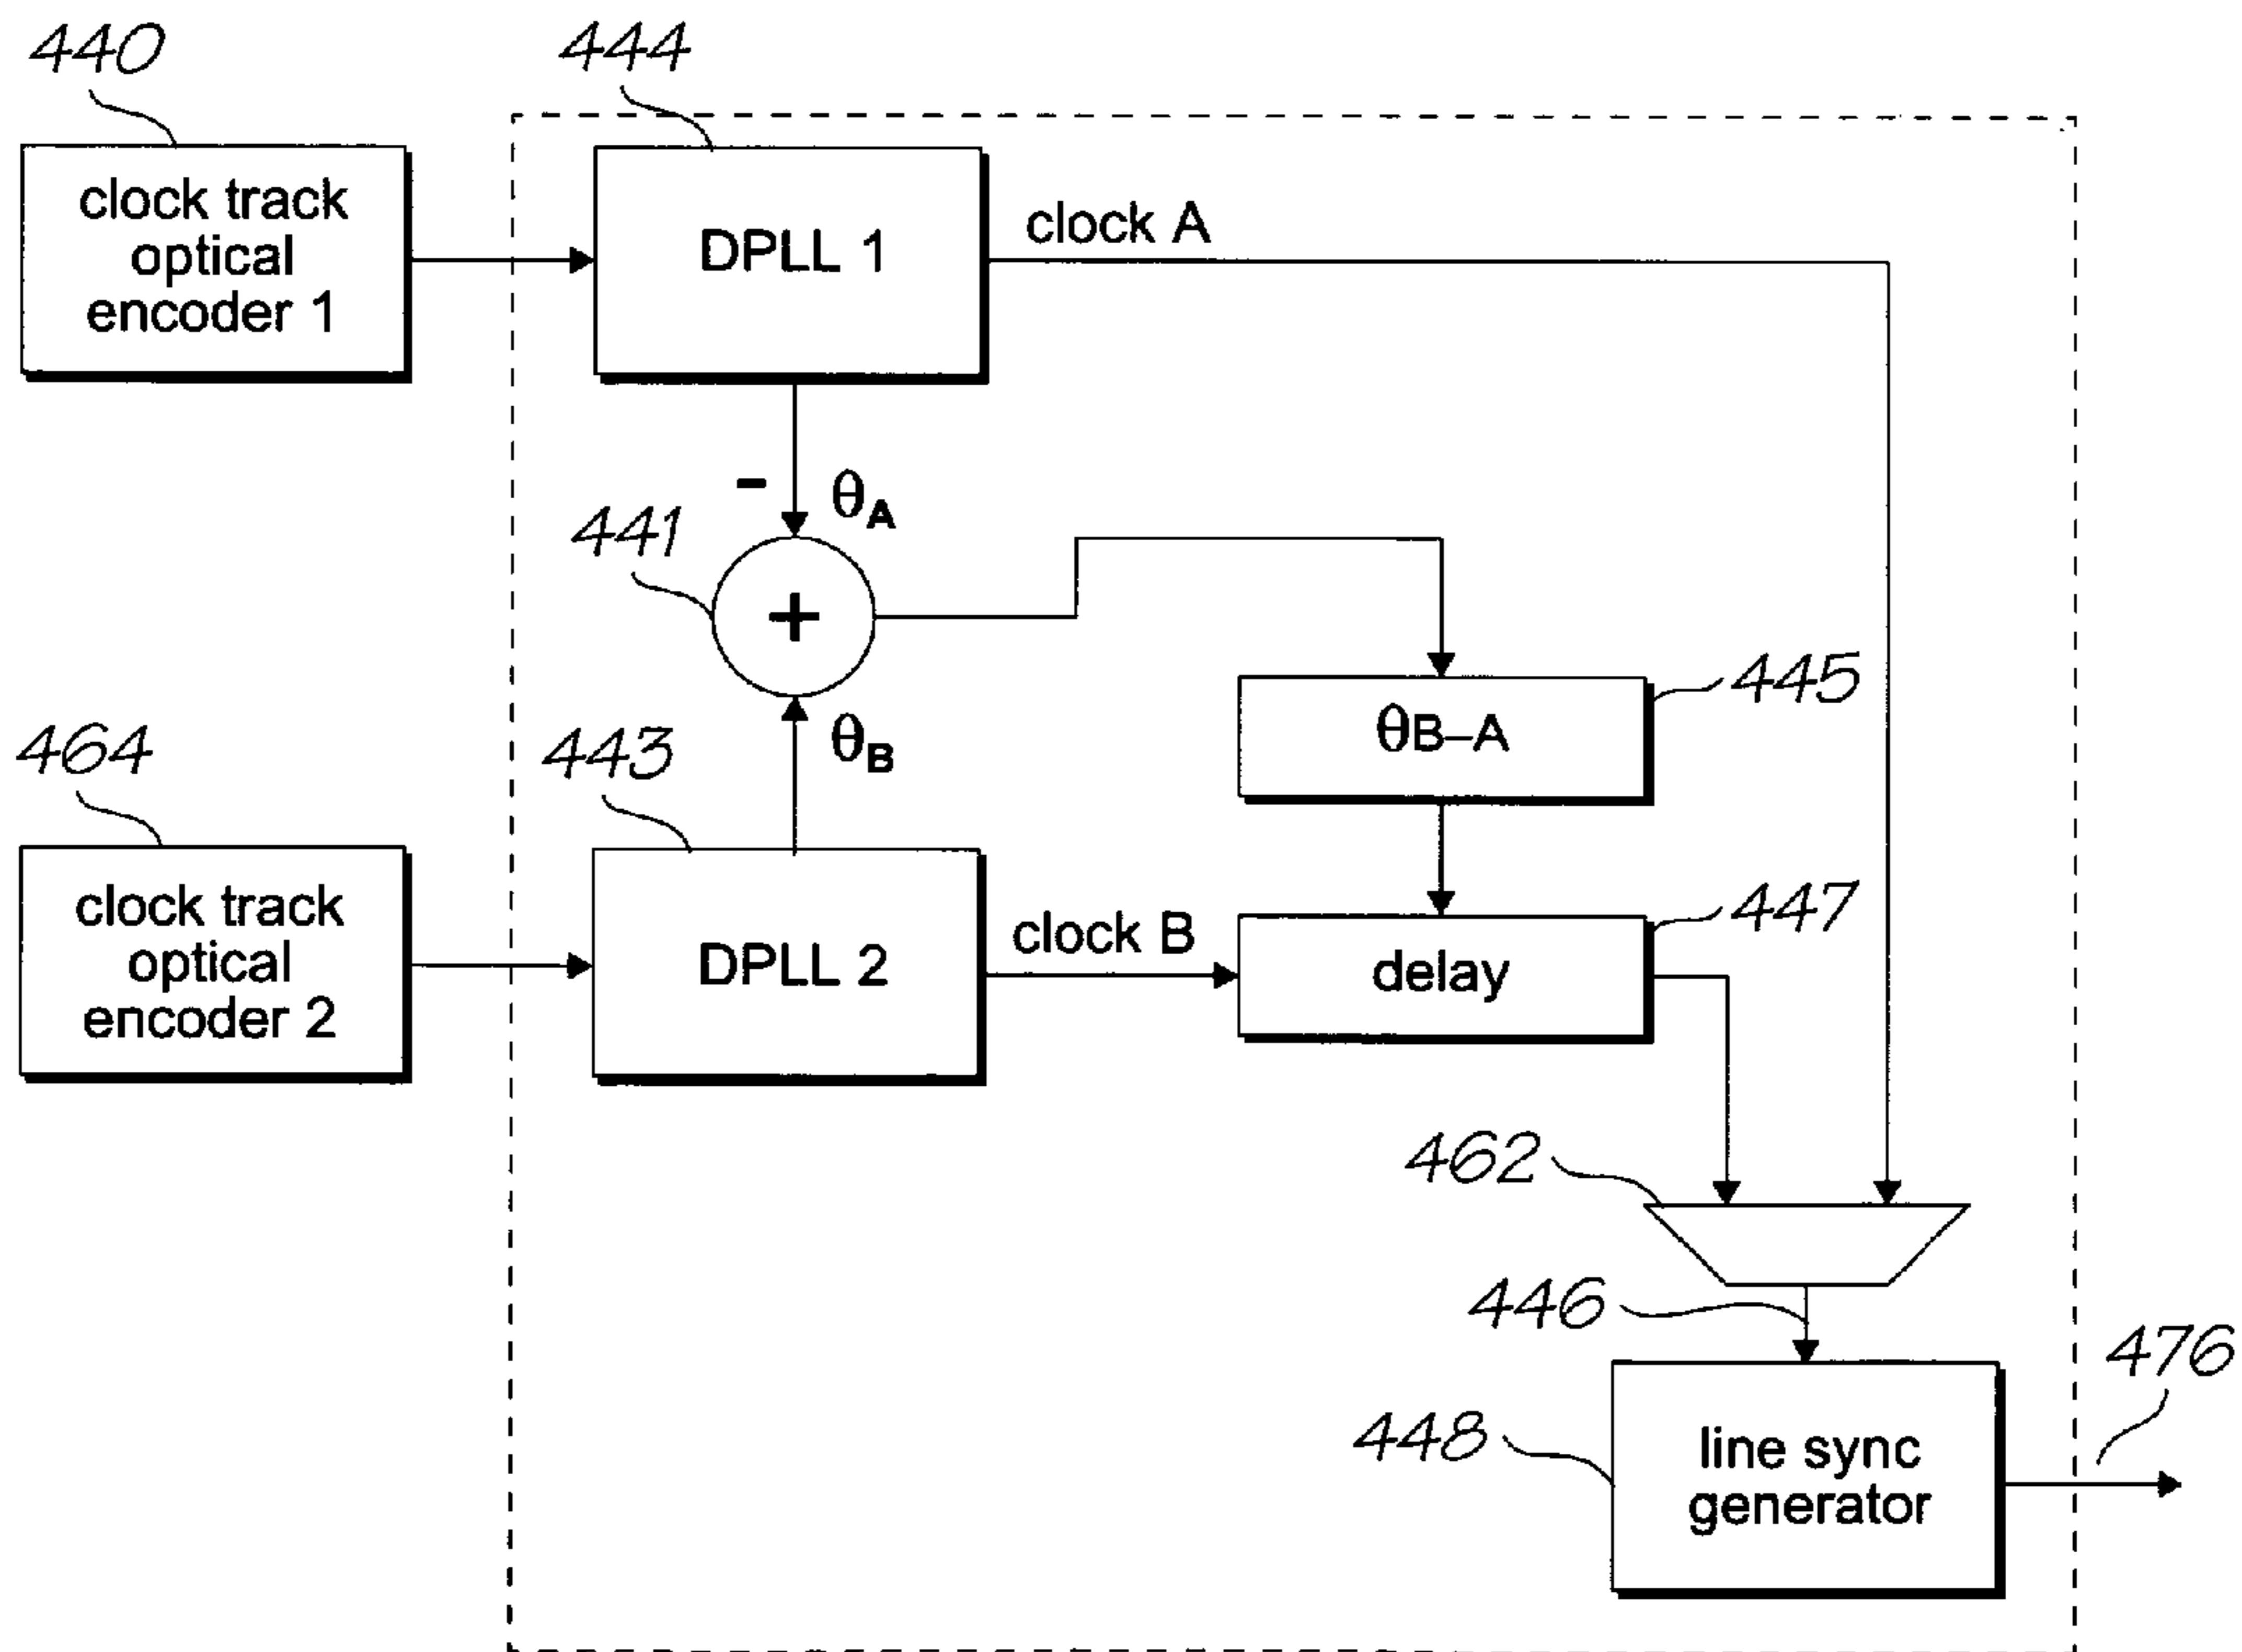 440
444
clock track
optical
encoder 1
DPLL 1
clock A
- θA
441
+
θB
445
θB–A
464
443
clock track
optical
encoder 2
DPLL 2
clock B
447
delay
462
446
476
448
line sync
generator